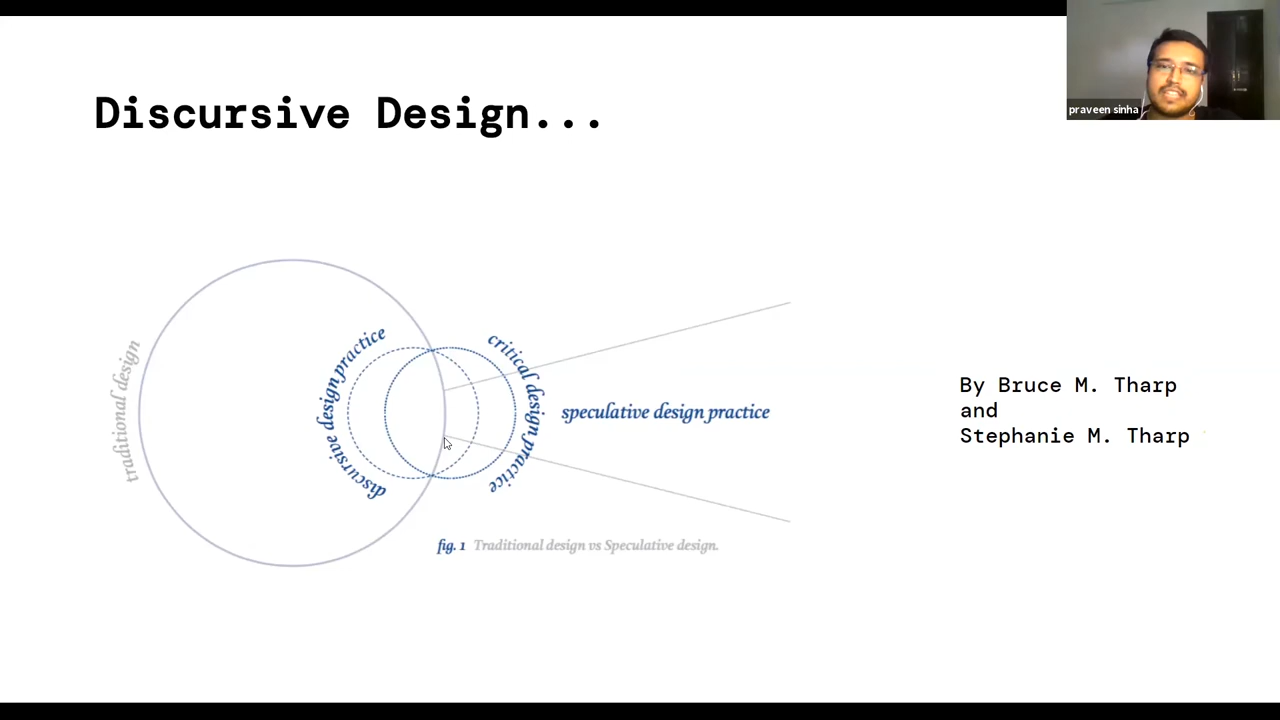 praveen sinha
Discursive Design...
traditional design
discursive design practice
critical design practice
speculative design practice
By Bruce M. Tharp
and
Stephanie M. Tharp
fig. 1 Traditional design vs Speculative design.